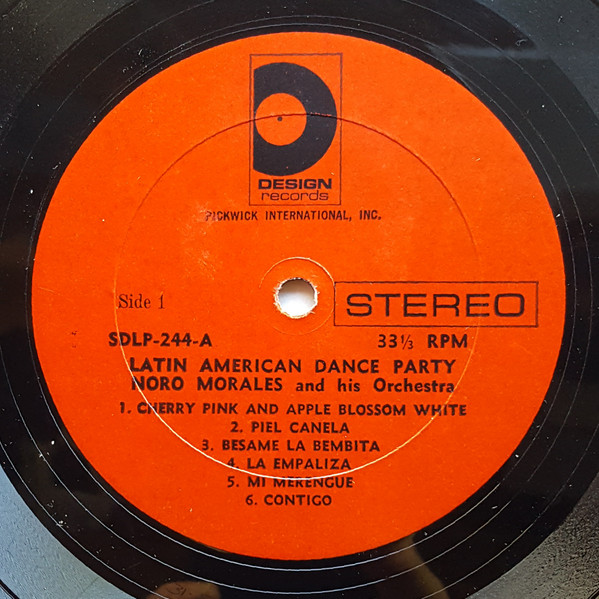 DESIGN
records
PICKWICK INTERNATIONAL, INC.
Side 1
STEREO
SDLP-244-A
33⅓ RPM
LATIN AMERICAN DANCE PARTY
NORO MORALES and his Orchestra
1. CHERRY PINK AND APPLE BLOSSOM WHITE
2. PIEL CANELA
3. BESAME LA BEMBITA
4. LA EMPALIZA
5. MI MERENGUE
6. CONTIGO